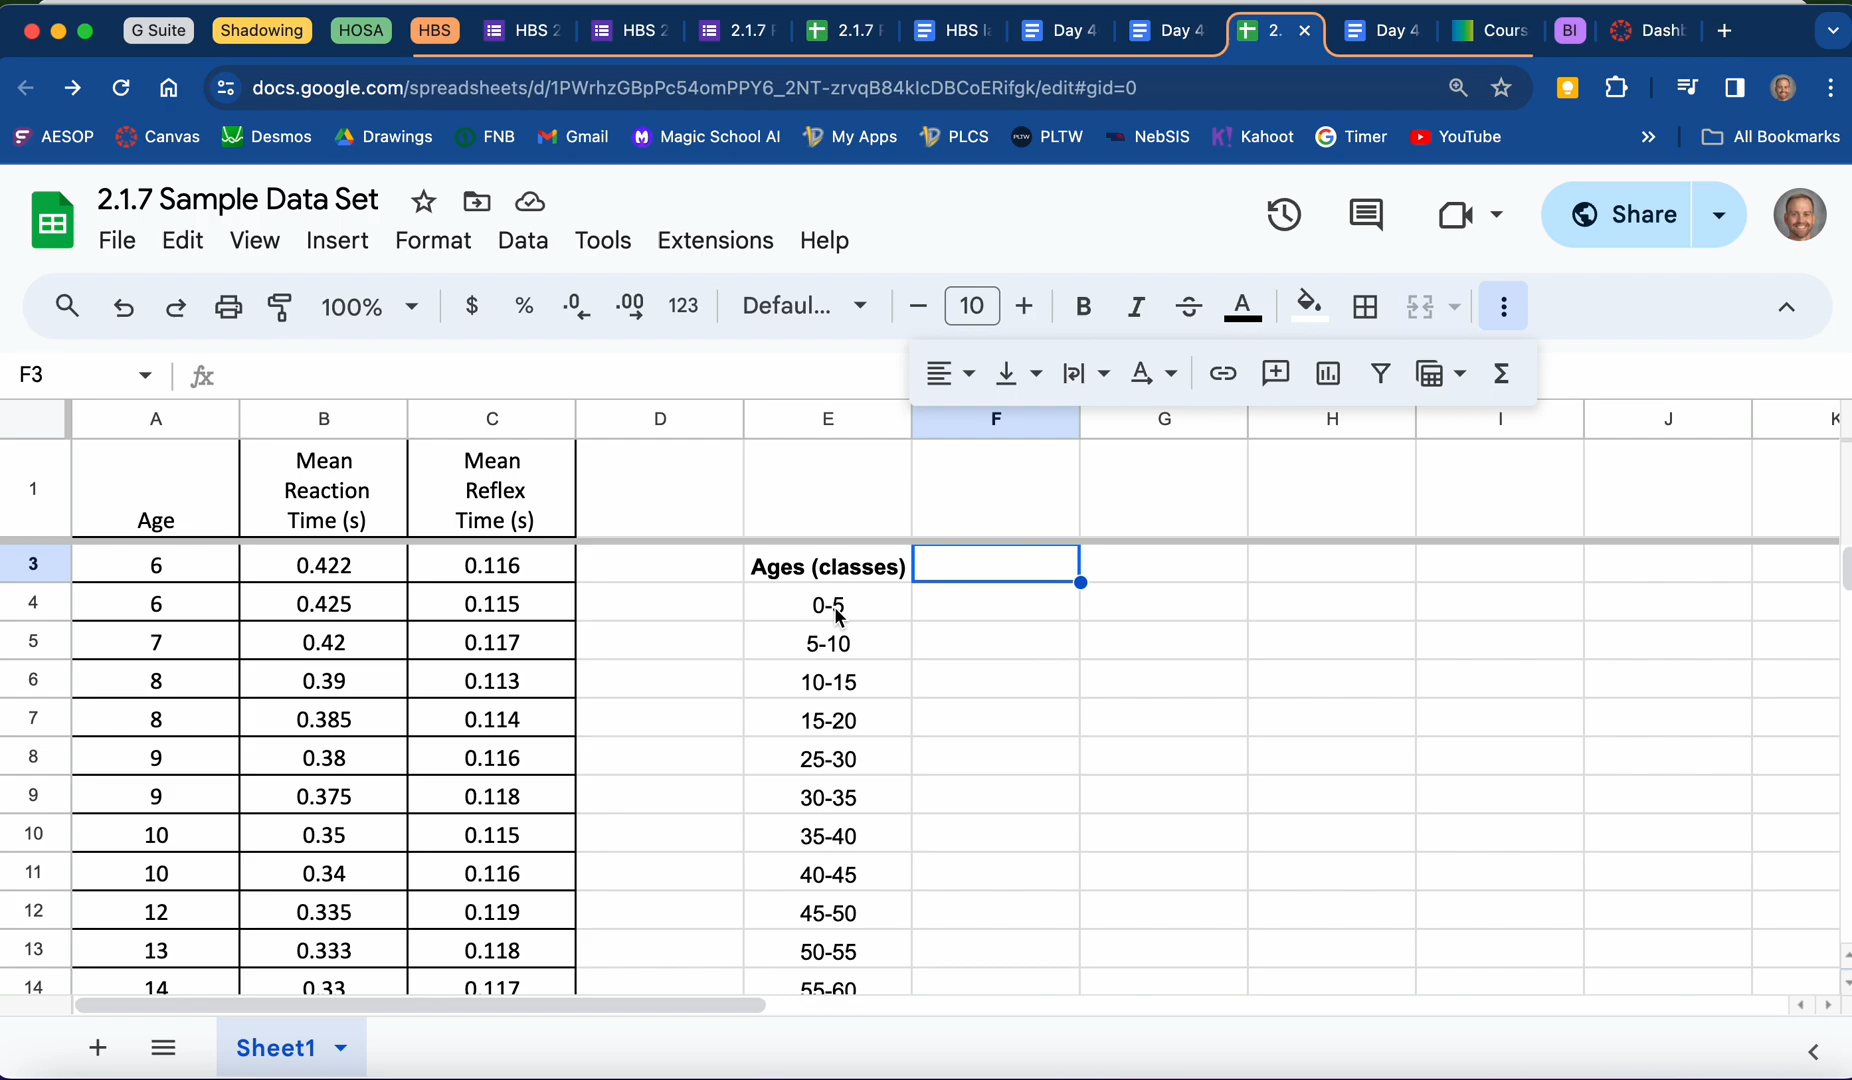 G Suite Shadowing HOSA HBS HBS 2 HBS 2 2.1.7 F 2.1.7 F HBS la Day 4 Day 4 2. Day 4 Cours BI Dashb
docs.google.com/spreadsheets/d/1PWrhzGBpPc54omPPY6_2NT-zrvqB84kIcDBCoERifgk/edit#gid=0
AESOP Canvas Desmos Drawings FNB Gmail Magic School AI My Apps PLCS PLTW NebSIS Kahoot Timer YouTube All Bookmarks
2.1.7 Sample Data Set
Share
File Edit View Insert Format Data Tools Extensions Help
100% $ % .0 .00 123 Defaul... 10 B I S A
F3 fx
A B C D E F G H I J K
1 Age Mean Reaction Time (s) Mean Reflex Time (s)
3 6 0.422 0.116 Ages (classes)
4 6 0.425 0.115 0-5
5 7 0.42 0.117 5-10
6 8 0.39 0.113 10-15
7 8 0.385 0.114 15-20
8 9 0.38 0.116 25-30
9 9 0.375 0.118 30-35
10 10 0.35 0.115 35-40
11 10 0.34 0.116 40-45
12 12 0.335 0.119 45-50
13 13 0.333 0.118 50-55
14 14 0.33 0.117 55-60
Sheet1